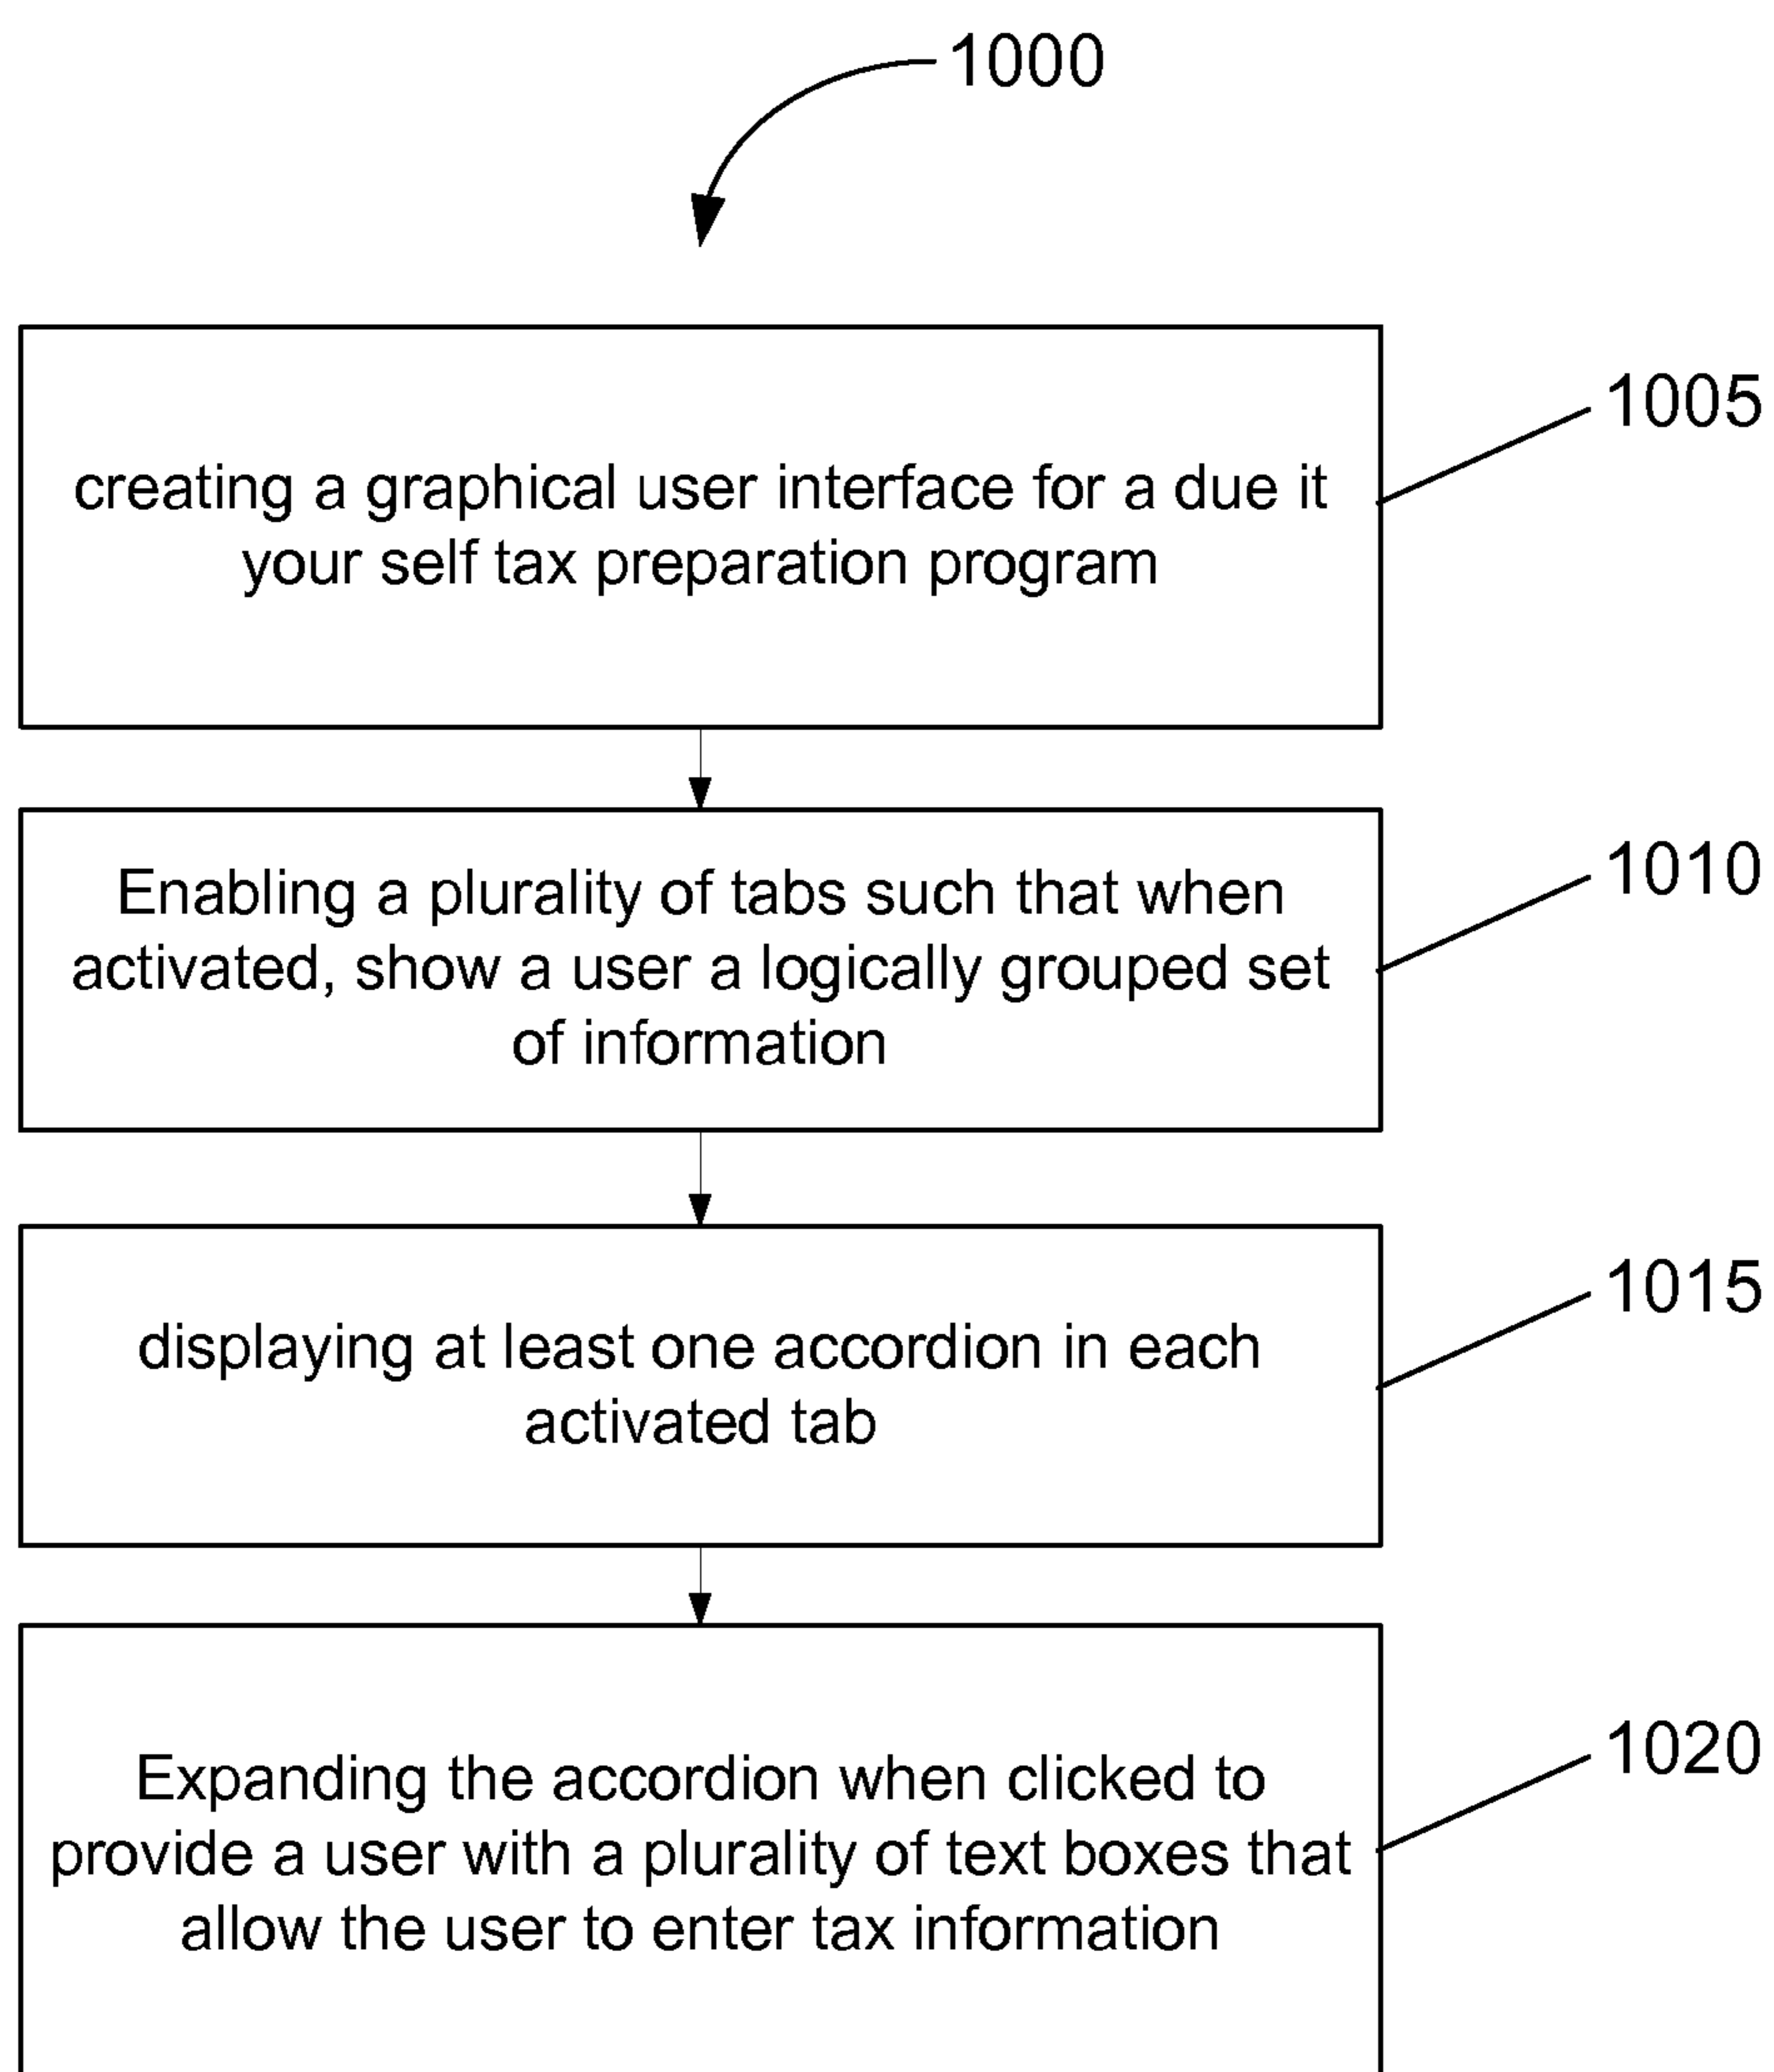 1000
1005
creating a graphical user interface for a due it
your self tax preparation program
1010
Enabling a plurality of tabs such that when
activated, show a user a logically grouped set
of information
1015
displaying at least one accordion in each
activated tab
1020
Expanding the accordion when clicked to
provide a user with a plurality of text boxes that
allow the user to enter tax information